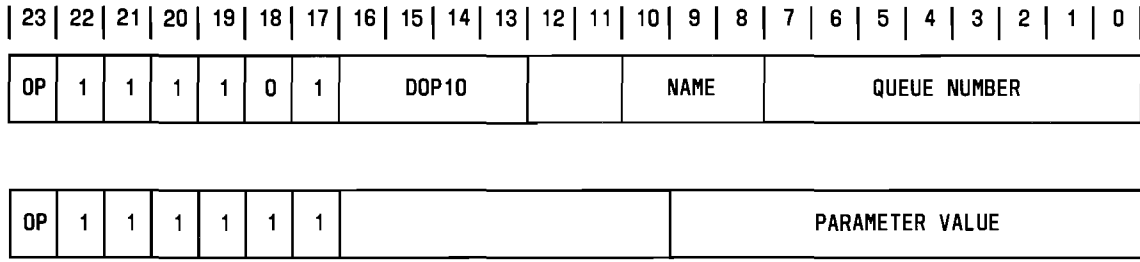 | 23 | 22 | 21 | 20 | 19 | 18 | 17 | 16 | 15 | 14 | 13 | 12 | 11 | 10 | 9 | 8 | 7 | 6 | 5 | 4 | 3 | 2 | 1 | 0 |
OP 1 1 1 1 0 1 DOP10 NAME QUEUE NUMBER
OP 1 1 1 1 1 1 PARAMETER VALUE